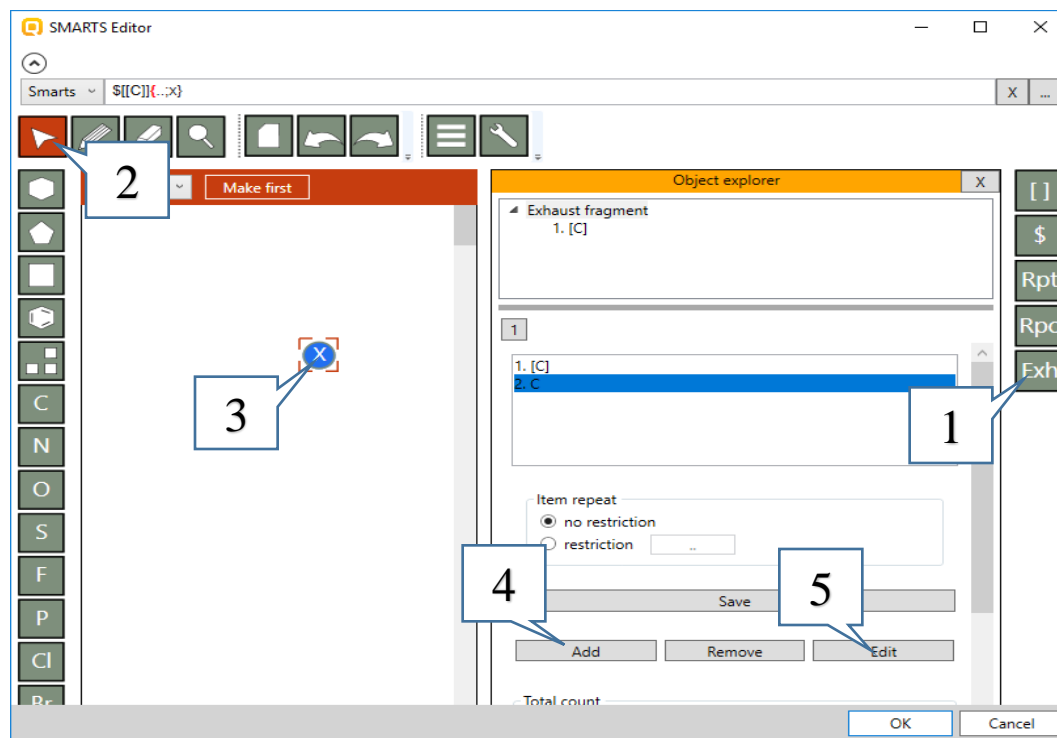 SMARTS Editor
Smarts $[[C]]{..;x} X ...
2 Make first Object explorer X
Exhaust fragment
1. [C]
[ ]
$
Rpt
1
X
1. [C]
2. C
Exh
C
3
1
N
O
Item repeat
no restriction
S
restriction ..
F
4
5
Save
P
Add Remove Edit
Cl
Br
Total count
OK Cancel